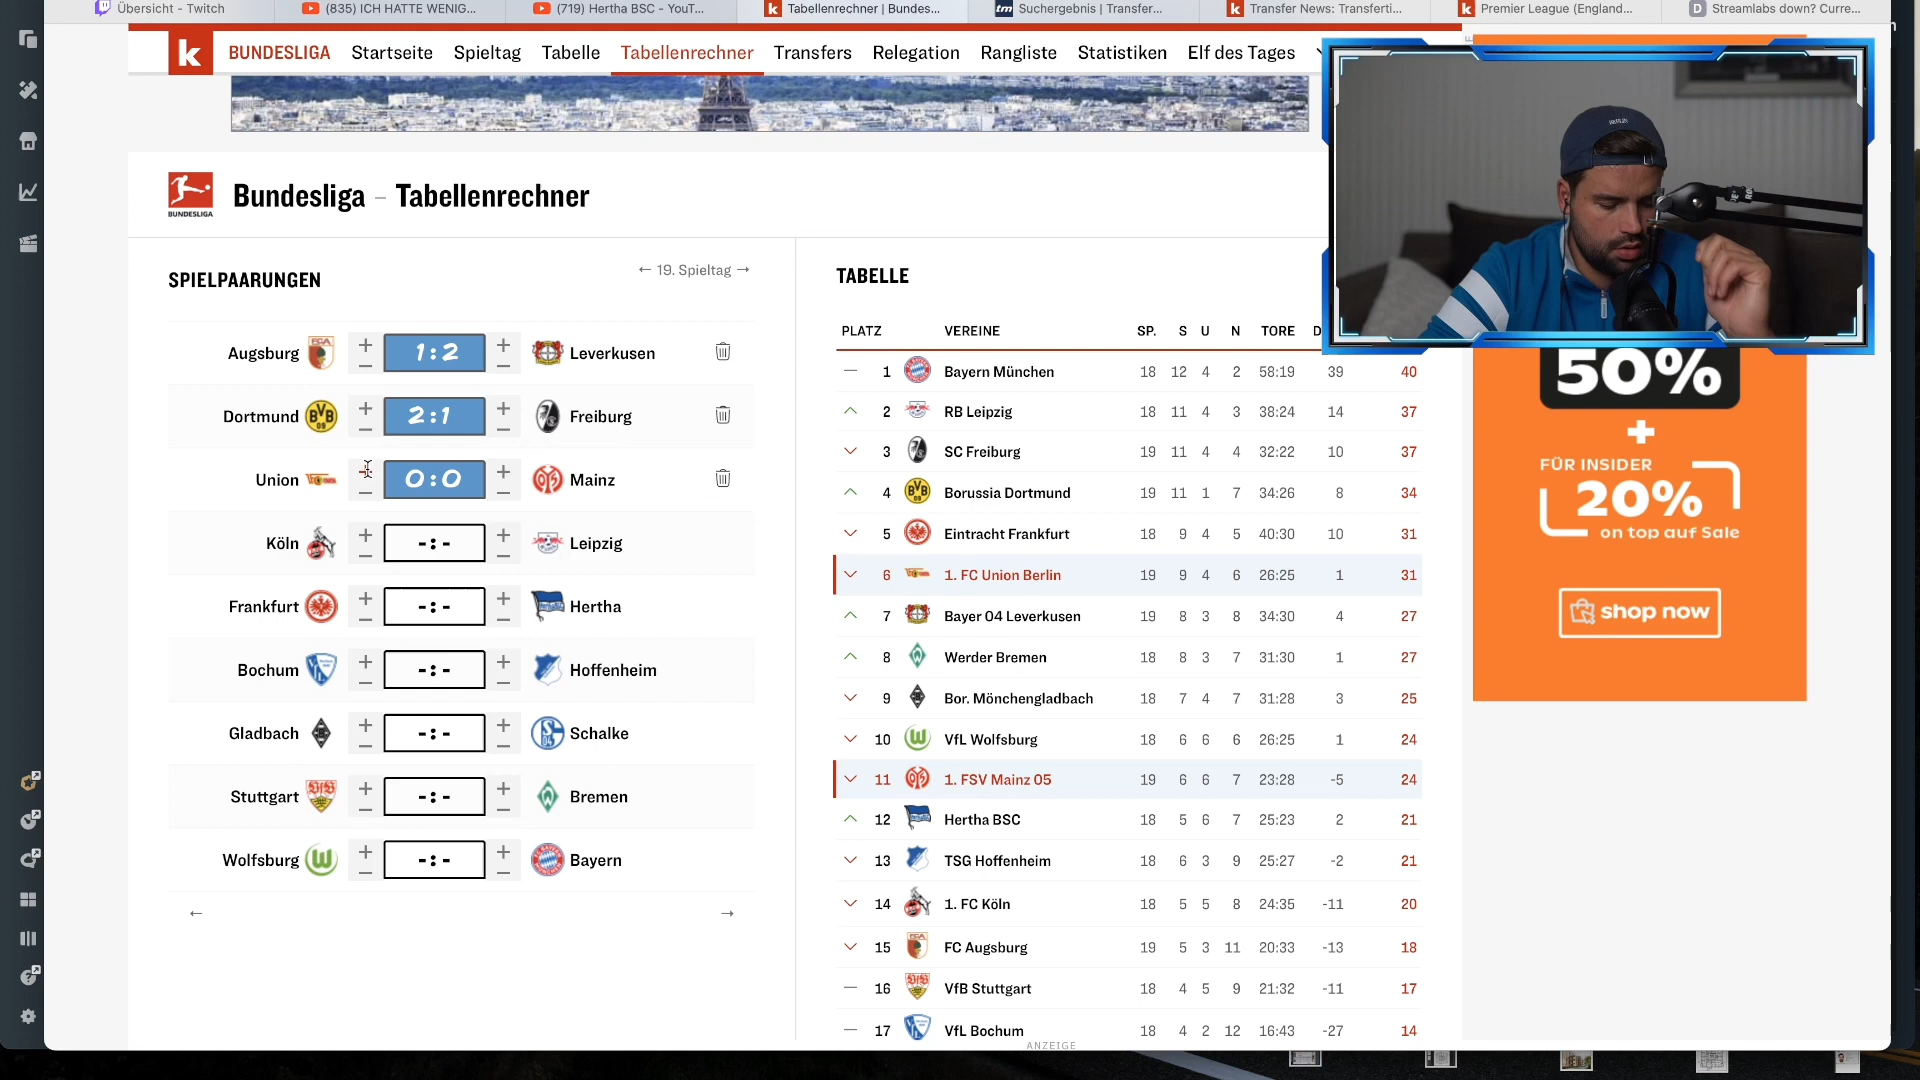 Übersicht - Twitch
(835) ICH HATTE WENIG...
(719) Hertha BSC - YouT...
Tabellenrechner | Bundes...
Suchergebnis | Transfer...
Transfer News: Transferti...
Premier League (England...
Streamlabs down? Curre...
k BUNDESLIGA Startseite Spieltag Tabelle Tabellenrechner Transfers Relegation Rangliste Statistiken Elf des Tages
BUNDESLIGA
Bundesliga – Tabellenrechner
SPIELPAARUNGEN
← 19. Spieltag →
Augsburg + 1:2 + Leverkusen
Dortmund + 2:1 + Freiburg
Union + 0:0 + Mainz
Köln + -:- + Leipzig
Frankfurt + -:- + Hertha
Bochum + -:- + Hoffenheim
Gladbach + -:- + Schalke
Stuttgart + -:- + Bremen
Wolfsburg + -:- + Bayern
← →
TABELLE
PLATZ VEREINE SP. S U N TORE D
1 Bayern München 18 12 4 2 58:19 39 40
2 RB Leipzig 18 11 4 3 38:24 14 37
3 SC Freiburg 19 11 4 4 32:22 10 37
4 Borussia Dortmund 19 11 1 7 34:26 8 34
5 Eintracht Frankfurt 18 9 4 5 40:30 10 31
6 1. FC Union Berlin 19 9 4 6 26:25 1 31
7 Bayer 04 Leverkusen 19 8 3 8 34:30 4 27
8 Werder Bremen 18 8 3 7 31:30 1 27
9 Bor. Mönchengladbach 18 7 4 7 31:28 3 25
10 VfL Wolfsburg 18 6 6 6 26:25 1 24
11 1. FSV Mainz 05 19 6 6 7 23:28 -5 24
12 Hertha BSC 18 5 6 7 25:23 2 21
13 TSG Hoffenheim 18 6 3 9 25:27 -2 21
14 1. FC Köln 18 5 5 8 24:35 -11 20
15 FC Augsburg 19 5 3 11 20:33 -13 18
16 VfB Stuttgart 18 4 5 9 21:32 -11 17
17 VfL Bochum 18 4 2 12 16:43 -27 14
ANZEIGE
50%
+
FÜR INSIDER
20%
on top auf Sale
shop now